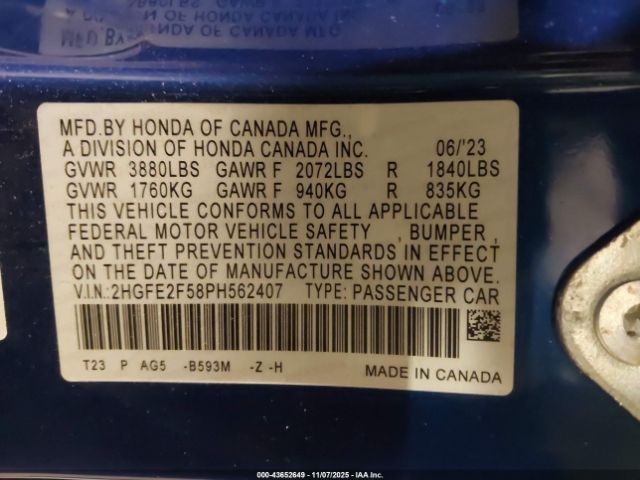 MFD.BY HONDA OF CANADA MFG.,
A DIVISION OF HONDA CANADA INC. 06/'23
GVWR 3880LBS GAWR F 2072LBS R 1840LBS
GVWR 1760KG GAWR F 940KG R 835KG
THIS VEHICLE CONFORMS TO ALL APPLICABLE
FEDERAL MOTOR VEHICLE SAFETY , BUMPER ,
AND THEFT PREVENTION STANDARDS IN EFFECT
ON THE DATE OF MANUFACTURE SHOWN ABOVE.
V.I.N.:2HGFE2F58PH562407 TYPE: PASSENGER CAR
T23 P AG5 -B593M -Z -H
MADE IN CANADA
000-43652649 | 11/07/2025 | IAA Inc.